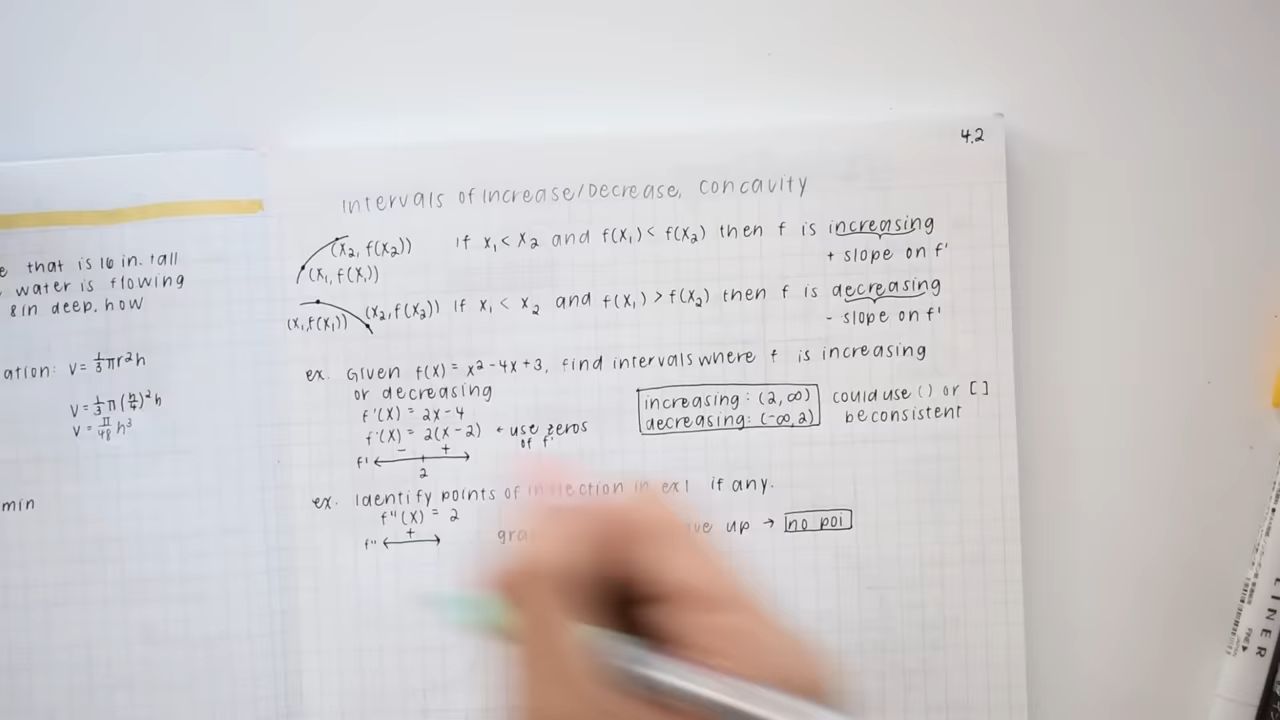 e that is 16 in. tall
water is flowing
8 in deep. how
ation: V = 1/3 πr²h
V = 1/3 π(h/4)²h
V = π/48 h³
min
4.2
Intervals of Increase/Decrease, Concavity
(x₂, f(x₂)) If x₁ < x₂ and f(x₁) < f(x₂) then f is increasing
(x₁, f(x₁)) + slope on f'
(x₁, f(x₁)) (x₂, f(x₂)) If x₁ < x₂ and f(x₁) > f(x₂) then f is decreasing
- slope on f'
ex. Given f(x) = x² - 4x + 3, find intervals where f is increasing
or decreasing
f'(x) = 2x - 4
f'(x) = 2(x - 2) ← use zeros
of f'
f' - +
2
increasing: (2, ∞)
decreasing: (-∞, 2)
could use () or []
be consistent
ex. Identify points of in ex1 if any.
f''(x) = 2
f'' +
up → no poi
LINER